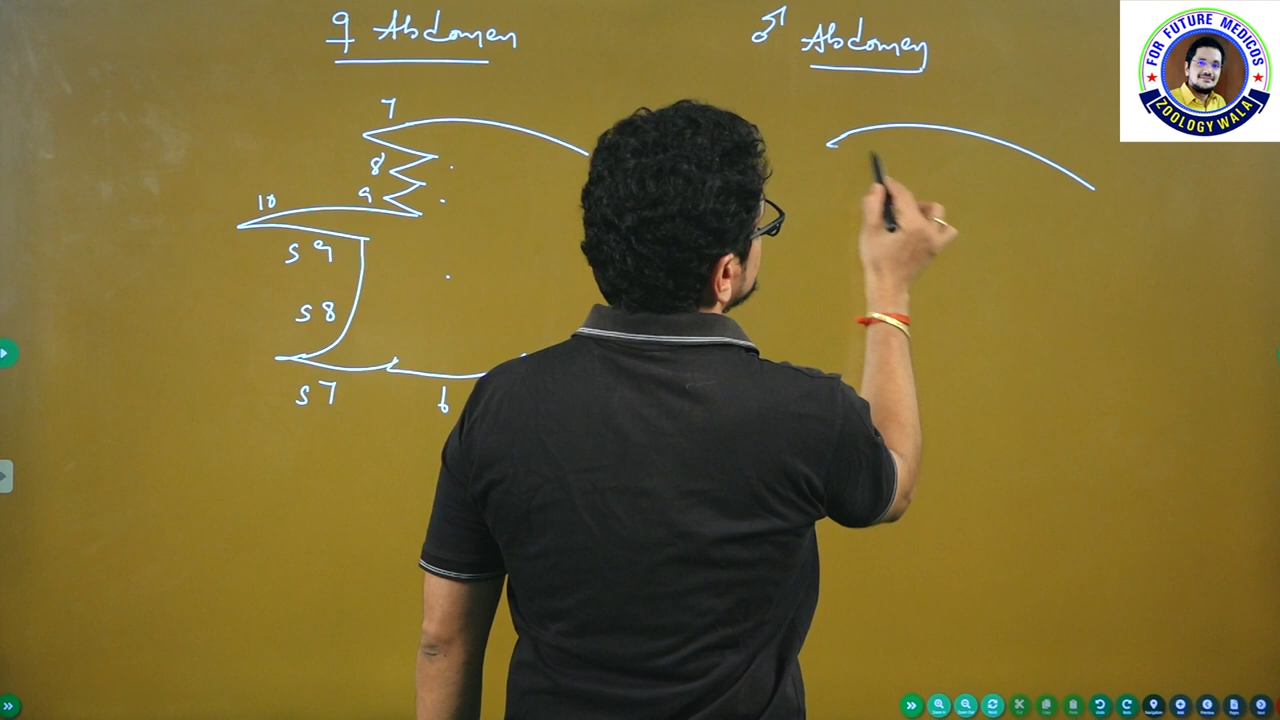 ♀ Abdomen
♂ Abdomen
7
8
9
10
s 9
s 8
s 7
6
FOR FUTURE MEDICOS
ZOOLOGY WALA